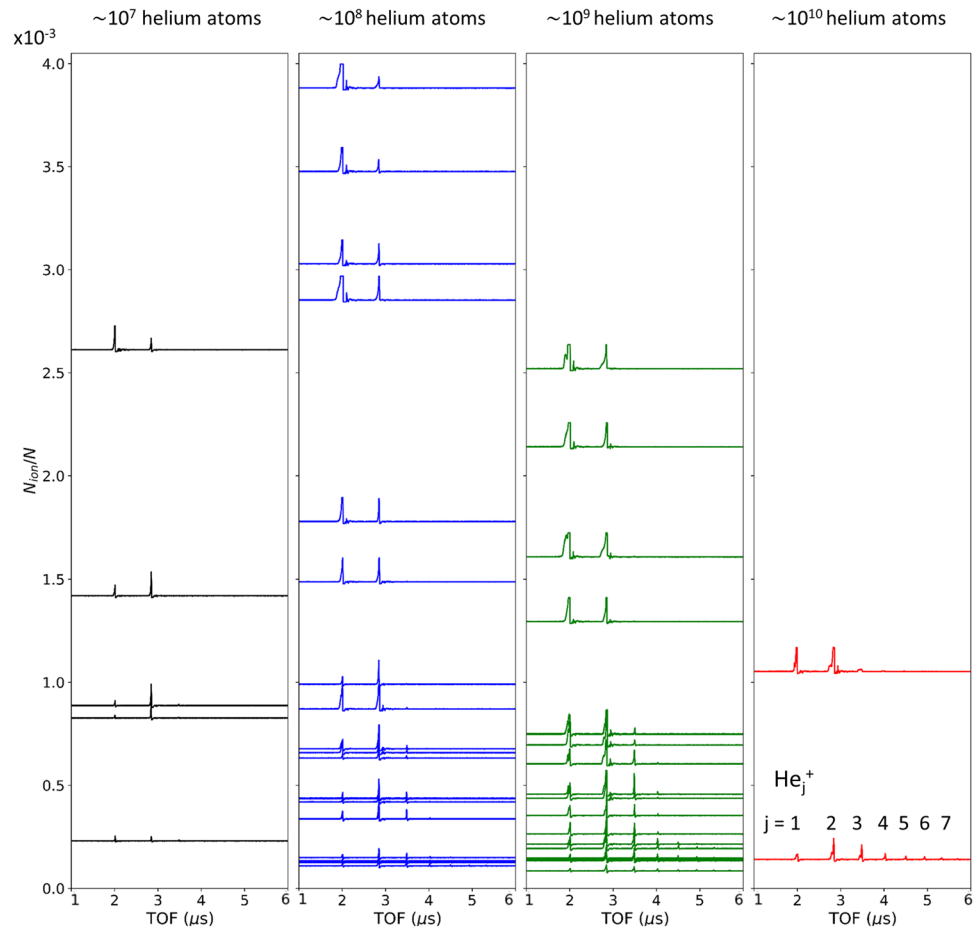 ~10⁷ helium atoms ~10⁸ helium atoms ~10⁹ helium atoms ~10¹⁰ helium atoms
x10⁻³
4.0
3.5
3.0
2.5
2.0
1.5
1.0
0.5
0.0
N_ion/N
He_j⁺
j = 1 2 3 4 5 6 7
1 2 3 4 5 6 1 2 3 4 5 6 1 2 3 4 5 6 1 2 3 4 5 6
TOF (μs) TOF (μs) TOF (μs) TOF (μs)